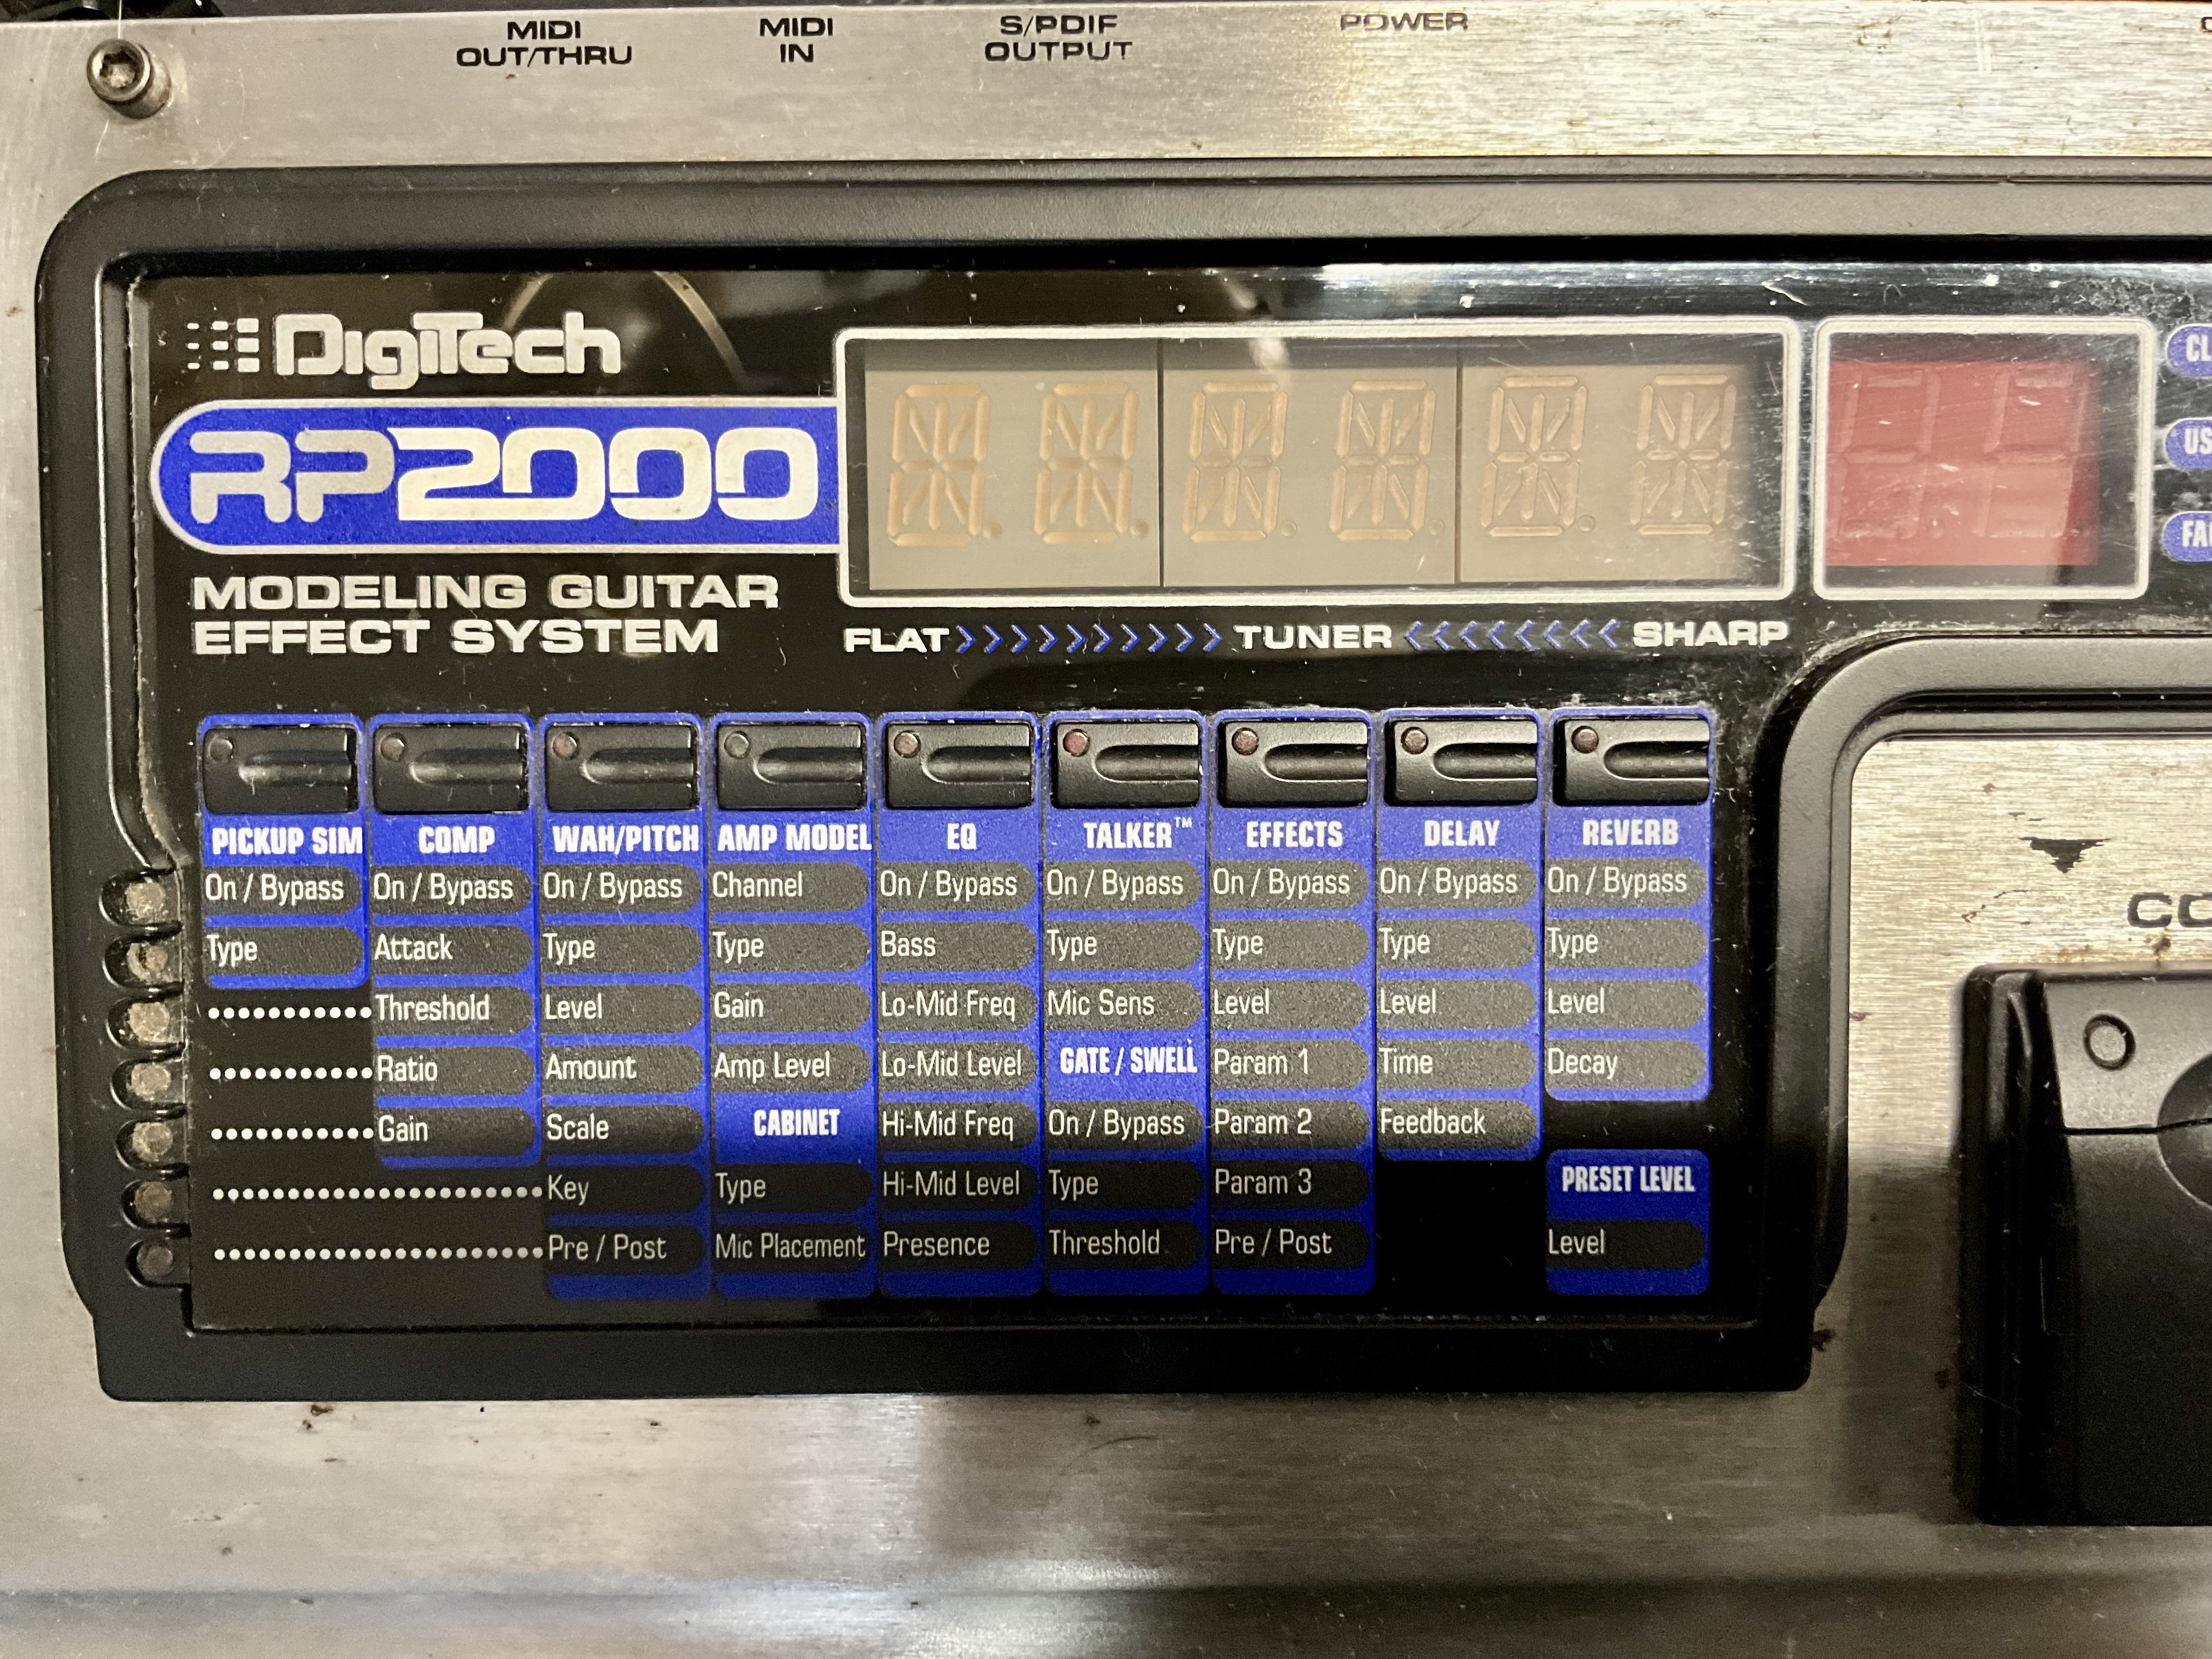 MIDI
OUT/THRU
MIDI
IN
S/PDIF
OUTPUT
POWER
DigiTech
RP2000
MODELING GUITAR
EFFECT SYSTEM
FLAT TUNER SHARP
PICKUP SIM
On / Bypass
Type
COMP
On / Bypass
Attack
Threshold
Ratio
Gain
WAH/PITCH
On / Bypass
Type
Level
Amount
Scale
Key
Pre / Post
AMP MODEL
Channel
Type
Gain
Amp Level
CABINET
Type
Mic Placement
EQ
On / Bypass
Bass
Lo-Mid Freq
Lo-Mid Level
Hi-Mid Freq
Hi-Mid Level
Presence
TALKER™
On / Bypass
Type
Mic Sens
GATE / SWELL
On / Bypass
Type
Threshold
EFFECTS
On / Bypass
Type
Level
Param 1
Param 2
Param 3
Pre / Post
DELAY
On / Bypass
Type
Level
Time
Feedback
REVERB
On / Bypass
Type
Level
Decay
PRESET LEVEL
Level